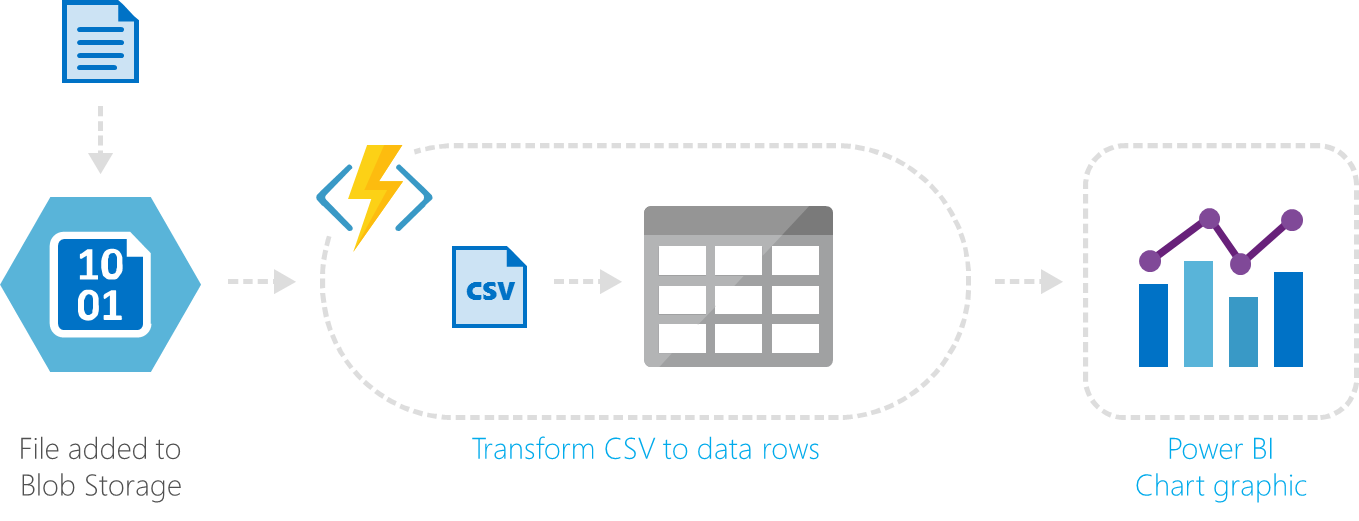 10
01
CSV
File added to
Blob Storage
Transform CSV to data rows
Power BI
Chart graphic